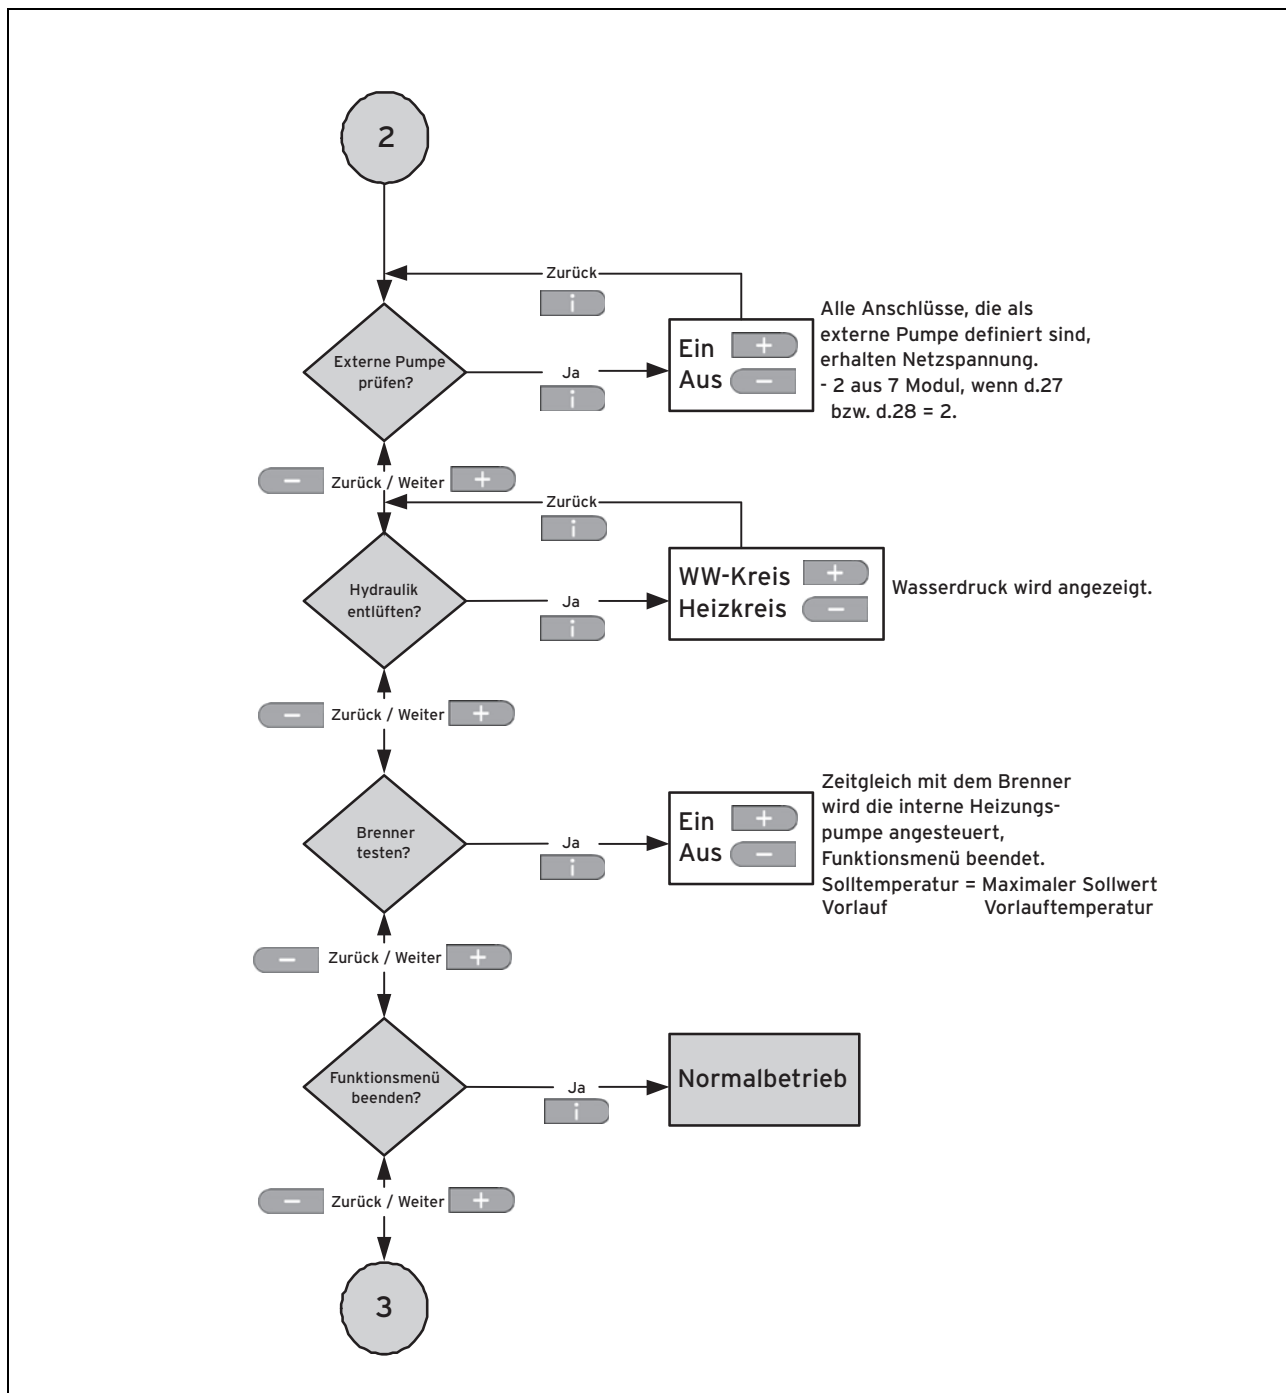 2
Zurück
i
Externe Pumpe
prüfen?
Ja
i
Ein +
Aus −
Alle Anschlüsse, die als
externe Pumpe definiert sind,
erhalten Netzspannung.
- 2 aus 7 Modul, wenn d.27
bzw. d.28 = 2.
− Zurück / Weiter +
Zurück
i
Hydraulik
entlüften?
Ja
i
WW-Kreis +
Heizkreis −
Wasserdruck wird angezeigt.
− Zurück / Weiter +
Brenner
testen?
Ja
i
Ein +
Aus −
Zeitgleich mit dem Brenner
wird die interne Heizungs-
pumpe angesteuert,
Funktionsmenü beendet.
Solltemperatur = Maximaler Sollwert
Vorlauf Vorlauftemperatur
− Zurück / Weiter +
Funktionsmenü
beenden?
Ja
i
Normalbetrieb
− Zurück / Weiter +
3